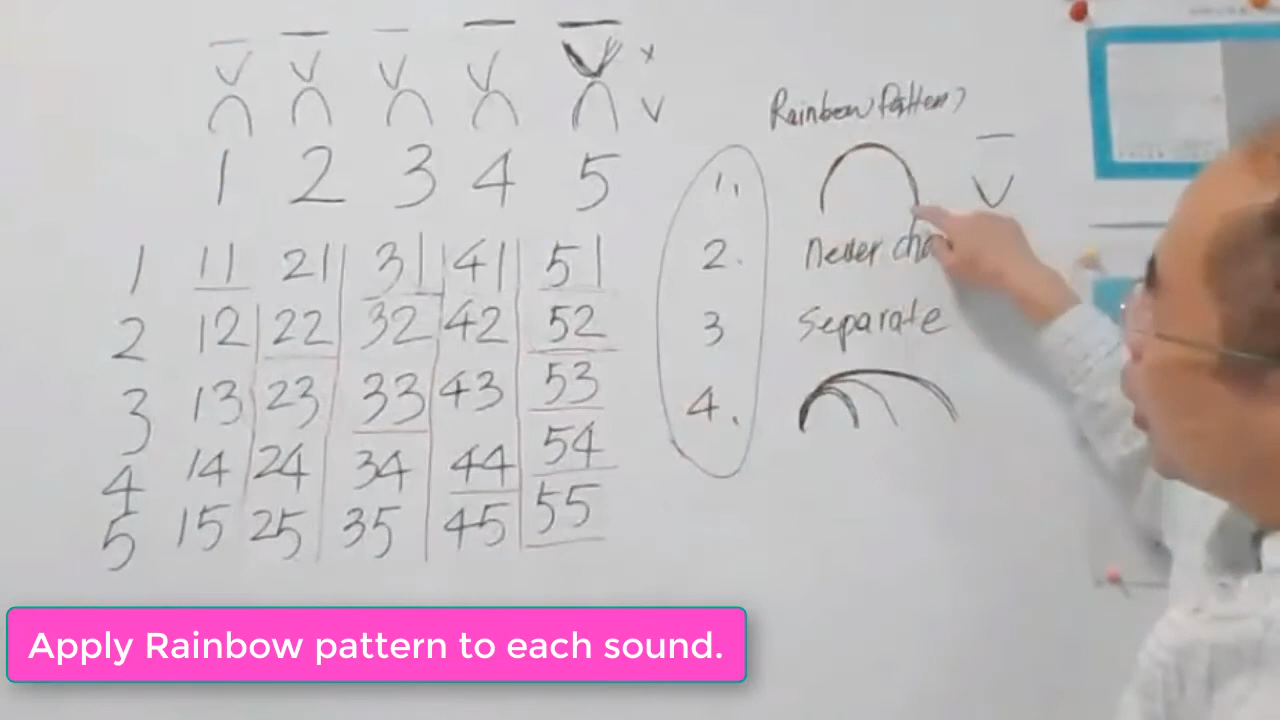 Rainbow Pattern
1 2 3 4 5
1 11 21 31 41 51
2 12 22 32 42 52
3 13 23 33 43 53
4 14 24 34 44 54
5 15 25 35 45 55
1.
2. never
3 separate
4.
Apply Rainbow pattern to each sound.